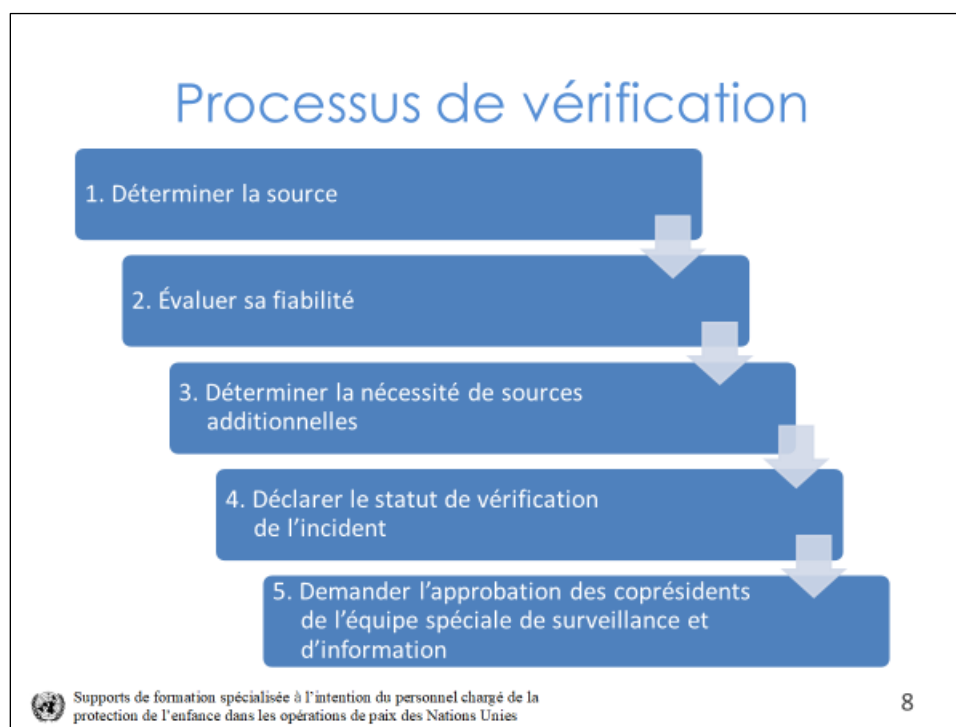 Processus de vérification
1. Déterminer la source
2. Évaluer sa fiabilité
3. Déterminer la nécessité de sources
additionnelles
4. Déclarer le statut de vérification
de l’incident
5. Demander l’approbation des coprésidents
de l’équipe spéciale de surveillance et
d’information
Supports de formation spécialisée à l’intention du personnel chargé de la
protection de l’enfance dans les opérations de paix des Nations Unies
8